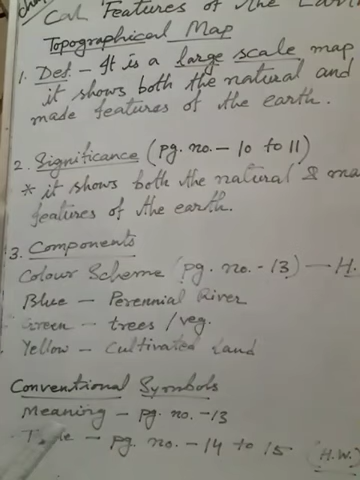 Features of the
Topographical Map
1. Def. - It is a large scale map
it shows both the natural and
made features of the earth.
2. Significance (pg. no. - 10 to 11)
* it shows both the natural & ma
features of the earth.
3. Components
Colour Scheme (pg. no. - 13) - H.
Blue - Perennial River
Green - trees / veg.
Yellow - Cultivated Land
Conventional Symbols
Meaning - pg. no. - 13
- pg. no. - 14 to 15 (H.W.)